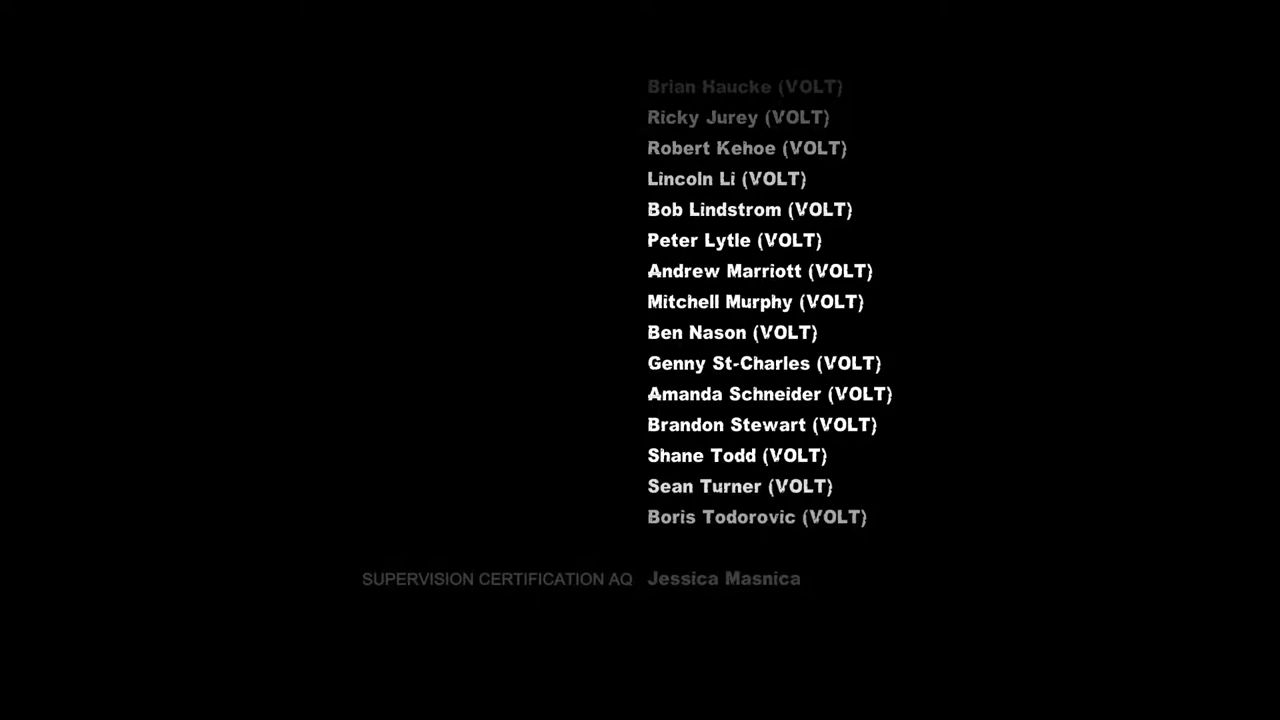 Brian Haucke (VOLT)
Ricky Jurey (VOLT)
Robert Kehoe (VOLT)
Lincoln Li (VOLT)
Bob Lindstrom (VOLT)
Peter Lytle (VOLT)
Andrew Marriott (VOLT)
Mitchell Murphy (VOLT)
Ben Nason (VOLT)
Genny St-Charles (VOLT)
Amanda Schneider (VOLT)
Brandon Stewart (VOLT)
Shane Todd (VOLT)
Sean Turner (VOLT)
Boris Todorovic (VOLT)
SUPERVISION CERTIFICATION AQ Jessica Masnica